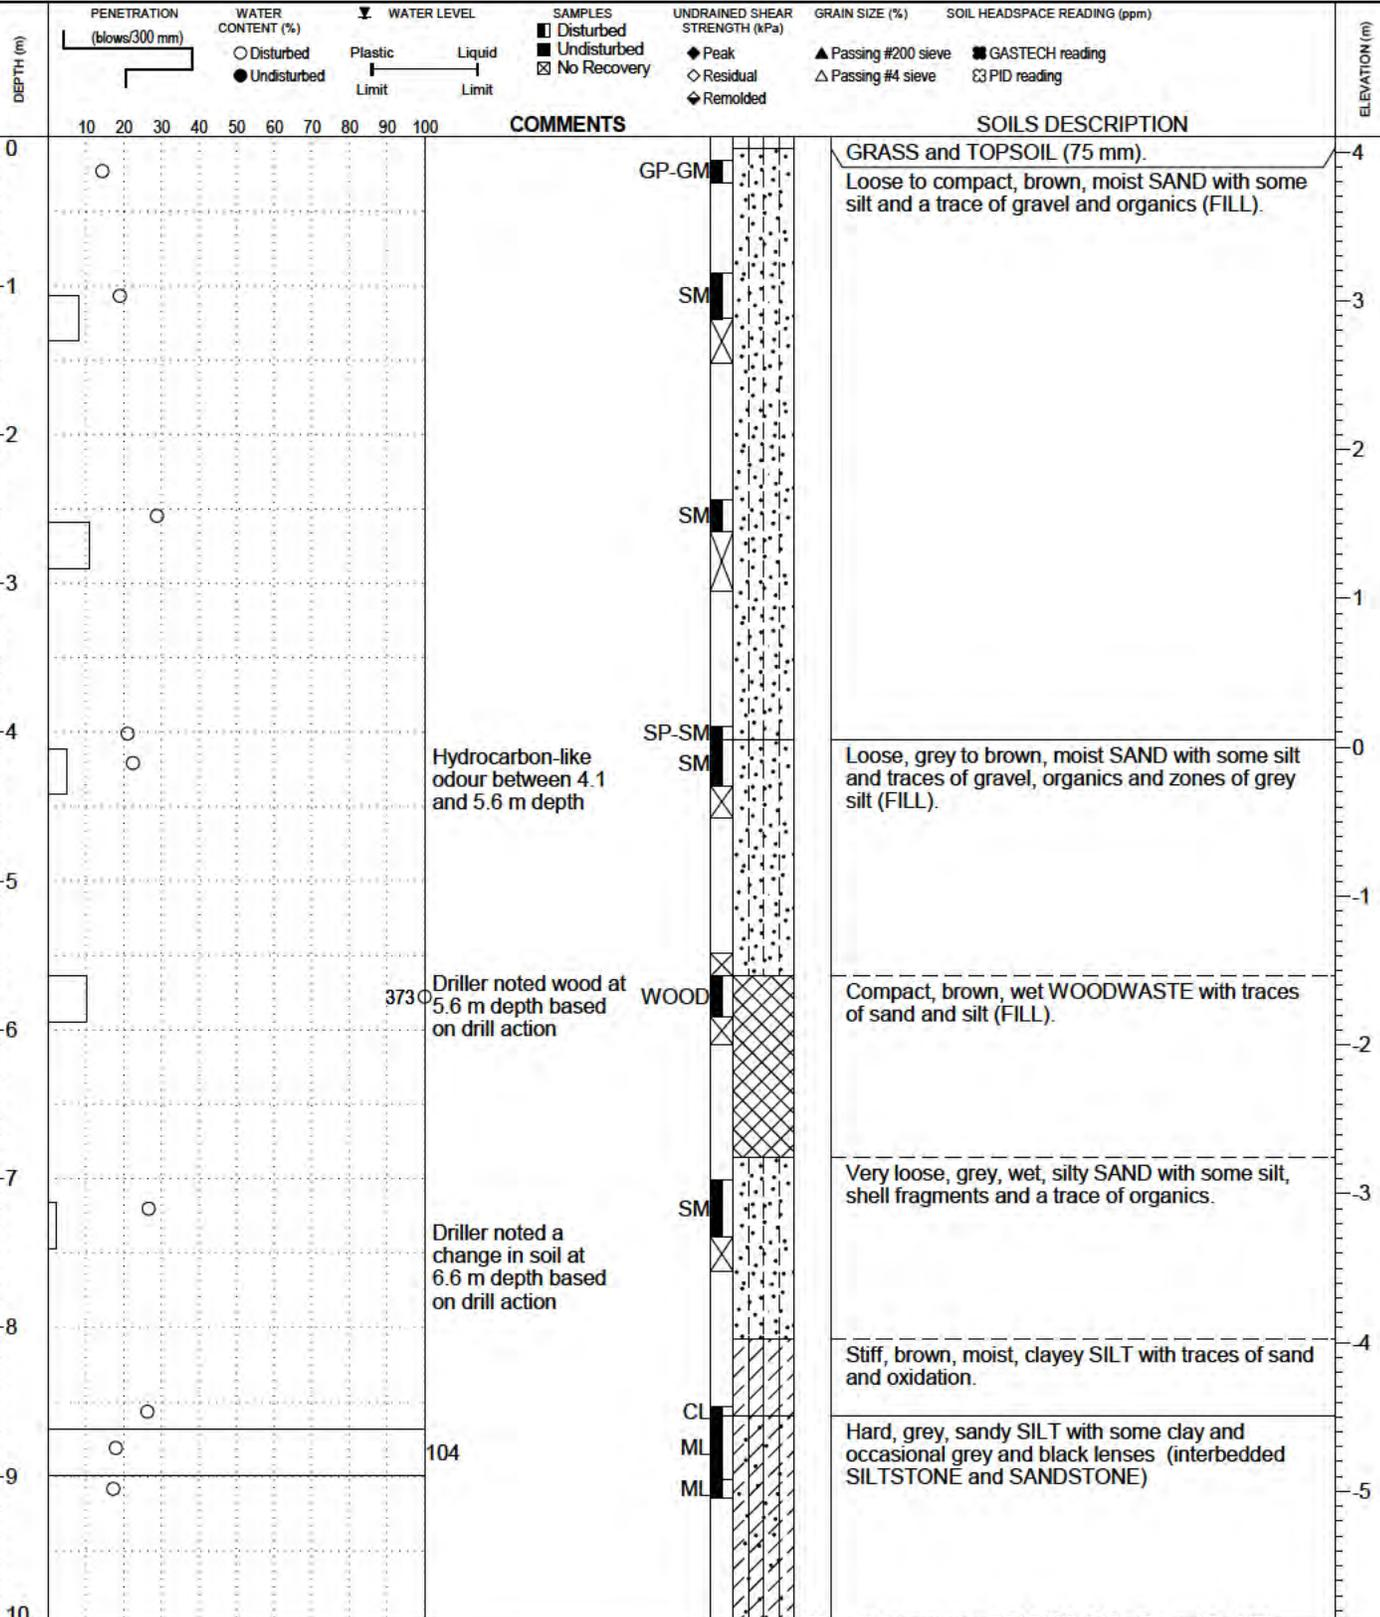 PENETRATION
(blows/300 mm)
WATER
CONTENT (%)
Disturbed
Undisturbed
WATER LEVEL
Plastic Liquid
Limit Limit
SAMPLES
Disturbed
Undisturbed
No Recovery
UNDRAINED SHEAR
STRENGTH (kPa)
Peak
Residual
Remolded
GRAIN SIZE (%)
Passing #200 sieve
Passing #4 sieve
SOIL HEADSPACE READING (ppm)
GASTECH reading
PID reading
DEPTH (m)
ELEVATION (m)
10 20 30 40 50 60 70 80 90 100
COMMENTS
SOILS DESCRIPTION
0
GRASS and TOPSOIL (75 mm).
4
GP-GM
Loose to compact, brown, moist SAND with some
silt and a trace of gravel and organics (FILL).
1
SM
3
2
2
SM
3
1
4
SP-SM
SM
0
Hydrocarbon-like
odour between 4.1
and 5.6 m depth
Loose, grey to brown, moist SAND with some silt
and traces of gravel, organics and zones of grey
silt (FILL).
5
-1
373
Driller noted wood at
5.6 m depth based
on drill action
WOOD
Compact, brown, wet WOODWASTE with traces
of sand and silt (FILL).
6
-2
7
Very loose, grey, wet, silty SAND with some silt,
shell fragments and a trace of organics.
-3
SM
Driller noted a
change in soil at
6.6 m depth based
on drill action
8
-4
Stiff, brown, moist, clayey SILT with traces of sand
and oxidation.
CL
104
ML
Hard, grey, sandy SILT with some clay and
occasional grey and black lenses (interbedded
SILTSTONE and SANDSTONE)
9
ML
-5
10